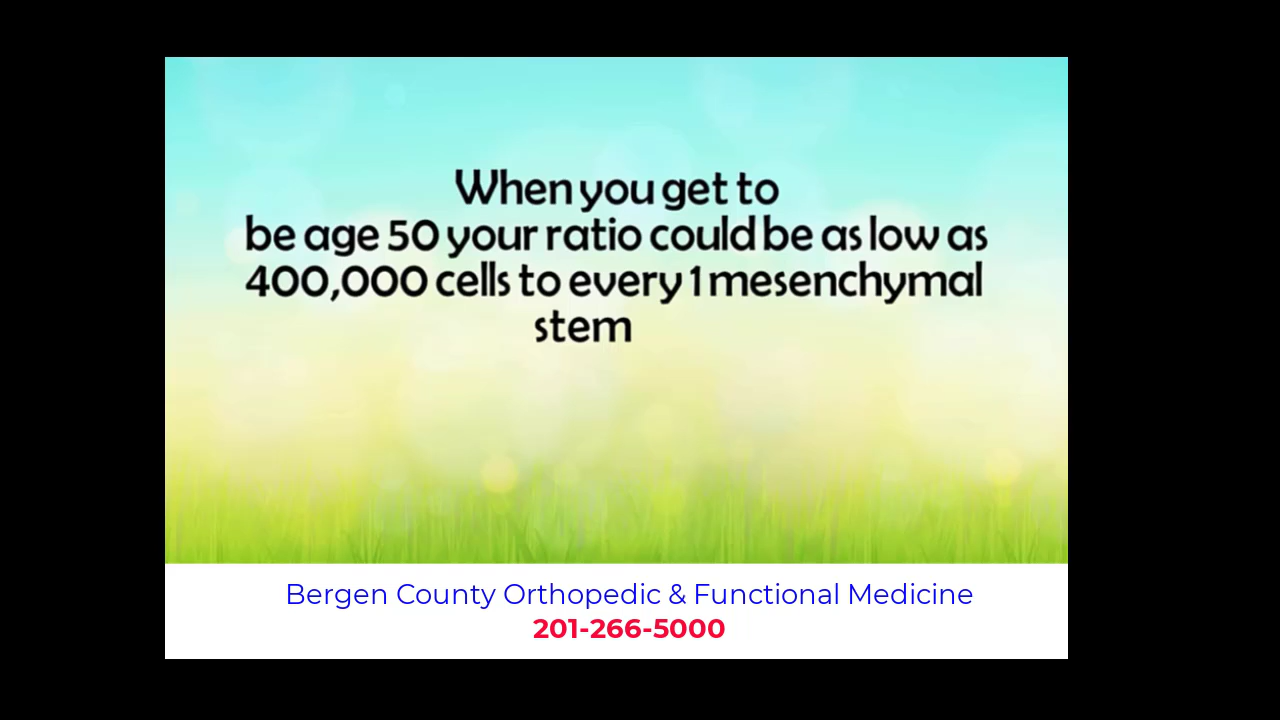 When you get to
be age 50 your ratio could be as low as
400,000 cells to every 1 mesenchymal
stem
Bergen County Orthopedic & Functional Medicine
201-266-5000